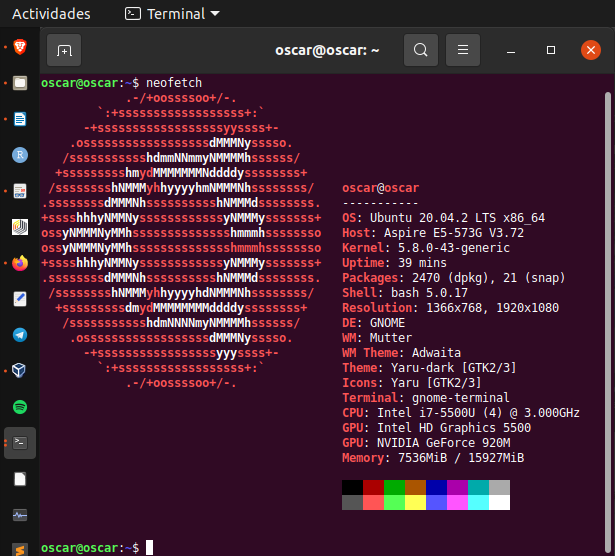 Actividades
Terminal
oscar@oscar: ~
oscar@oscar:~$ neofetch
.-/+oossssoo+/-.
`:+ssssssssssssssssss+:`
-+ssssssssssssssssssyyssss+-
.ossssssssssssssssssdMMMNysssso.
/ssssssssssshdmmNNmmyNMMMMhssssss/
+ssssssssshmydMMMMMMMNddddyssssssss+
/sssssssshNMMMyhhyyyyhmNMMMNhssssssss/
.ssssssssdMMMNhsssssssssshNMMMdssssssss.
+sssshhhyNMMNyssssssssssssyNMMMysssssss+
ossyNMMMNyMMhsssssssssssssshmmmhssssssso
ossyNMMMNyMMhsssssssssssssshmmmhssssssso
+sssshhhyNMMNyssssssssssssyNMMMysssssss+
.ssssssssdMMMNhsssssssssshNMMMdssssssss.
/sssssssshNMMMyhhyyyyhdNMMMNhssssssss/
+sssssssssdmydMMMMMMMMddddyssssssss+
/ssssssssssshdmNNNNmyNMMMMhssssss/
.ossssssssssssssssssdMMMNysssso.
-+sssssssssssssssssyyyssss+-
`:+ssssssssssssssssss+:`
.-/+oossssoo+/-.
oscar@oscar
-----------
OS: Ubuntu 20.04.2 LTS x86_64
Host: Aspire E5-573G V3.72
Kernel: 5.8.0-43-generic
Uptime: 39 mins
Packages: 2470 (dpkg), 21 (snap)
Shell: bash 5.0.17
Resolution: 1366x768, 1920x1080
DE: GNOME
WM: Mutter
WM Theme: Adwaita
Theme: Yaru-dark [GTK2/3]
Icons: Yaru [GTK2/3]
Terminal: gnome-terminal
CPU: Intel i7-5500U (4) @ 3.000GHz
GPU: Intel HD Graphics 5500
GPU: NVIDIA GeForce 920M
Memory: 7536MiB / 15927MiB
oscar@oscar:~$